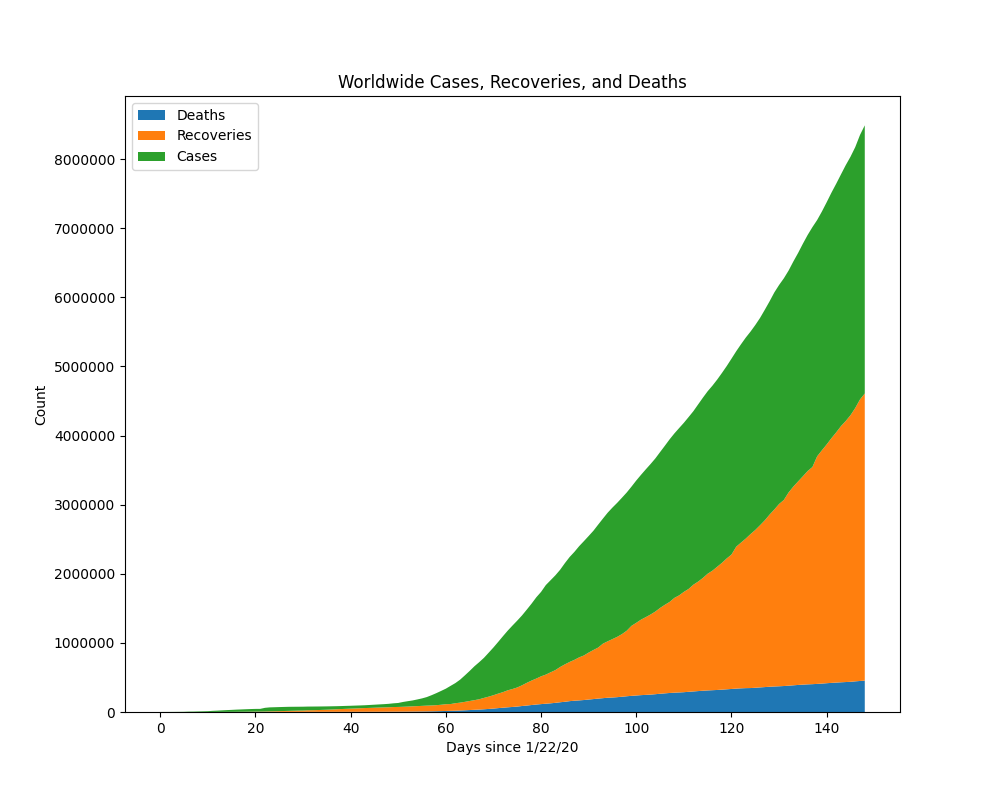 Worldwide Cases, Recoveries, and Deaths
Deaths
Recoveries
Cases
8000000
7000000
6000000
5000000
4000000
3000000
2000000
1000000
0
Count
0 20 40 60 80 100 120 140
Days since 1/22/20